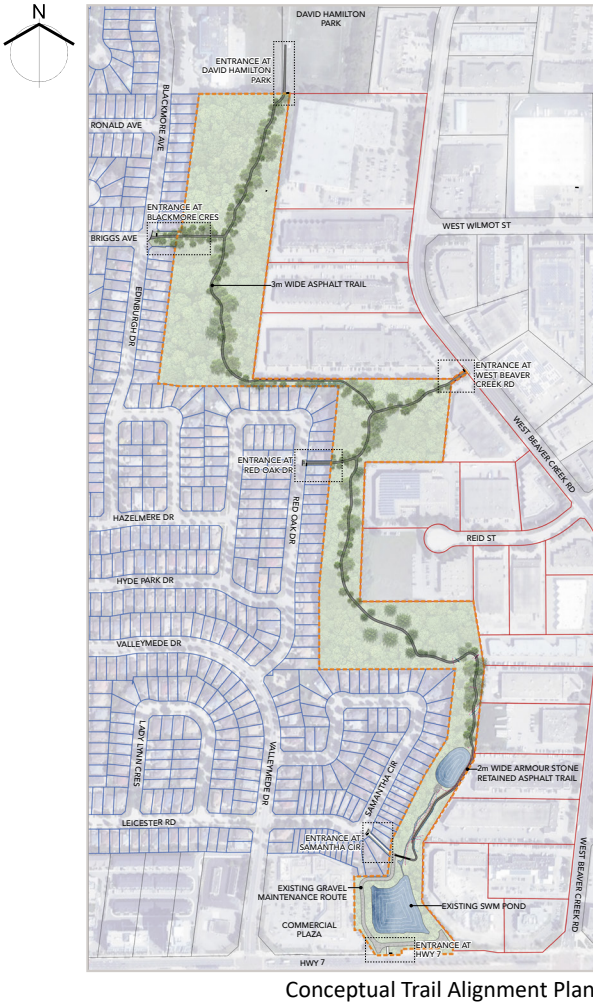 N
DAVID HAMILTON
PARK
ENTRANCE AT
DAVID HAMILTON
PARK
BLACKMORE AVE
RONALD AVE
ENTRANCE AT
BLACKMORE CRES
WEST WILMOT ST
BRIGGS AVE
3m WIDE ASPHALT TRAIL
EDINBURGH DR
ENTRANCE AT
WEST BEAVER
CREEK RD
WEST BEAVER CREEK RD
ENTRANCE AT
RED OAK DR
RED OAK DR
HAZELMERE DR
REID ST
HYDE PARK DR
VALLEYMEDE DR
LADY LYNN CRES
VALLEYMEDE DR
SAMANTHA CIR
2m WIDE ARMOUR STONE
RETAINED ASPHALT TRAIL
LEICESTER RD
ENTRANCE AT
SAMANTHA CIR
WEST BEAVER CREEK RD
EXISTING GRAVEL
MAINTENANCE ROUTE
EXISTING SWM POND
COMMERCIAL
PLAZA
ENTRANCE AT
HWY 7
HWY 7
Conceptual Trail Alignment Plan